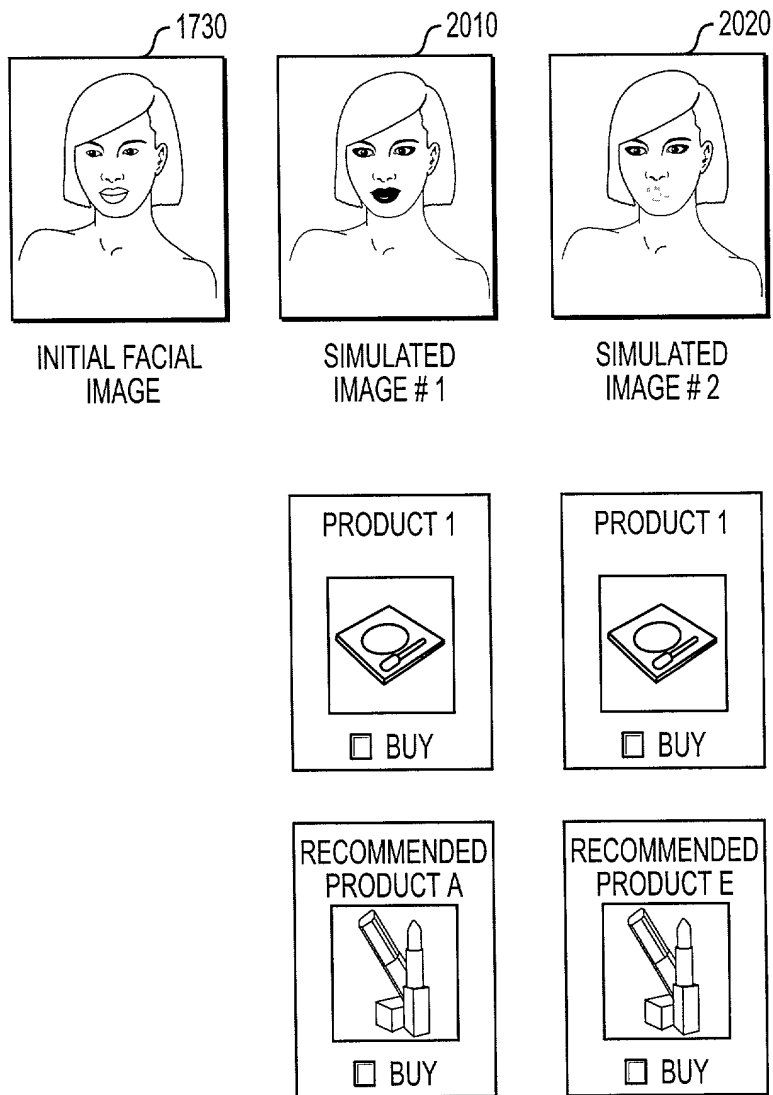 1730
2010
2020
INITIAL FACIAL
IMAGE
SIMULATED
IMAGE # 1
SIMULATED
IMAGE # 2
PRODUCT 1
BUY
PRODUCT 1
BUY
RECOMMENDED
PRODUCT A
BUY
RECOMMENDED
PRODUCT E
BUY